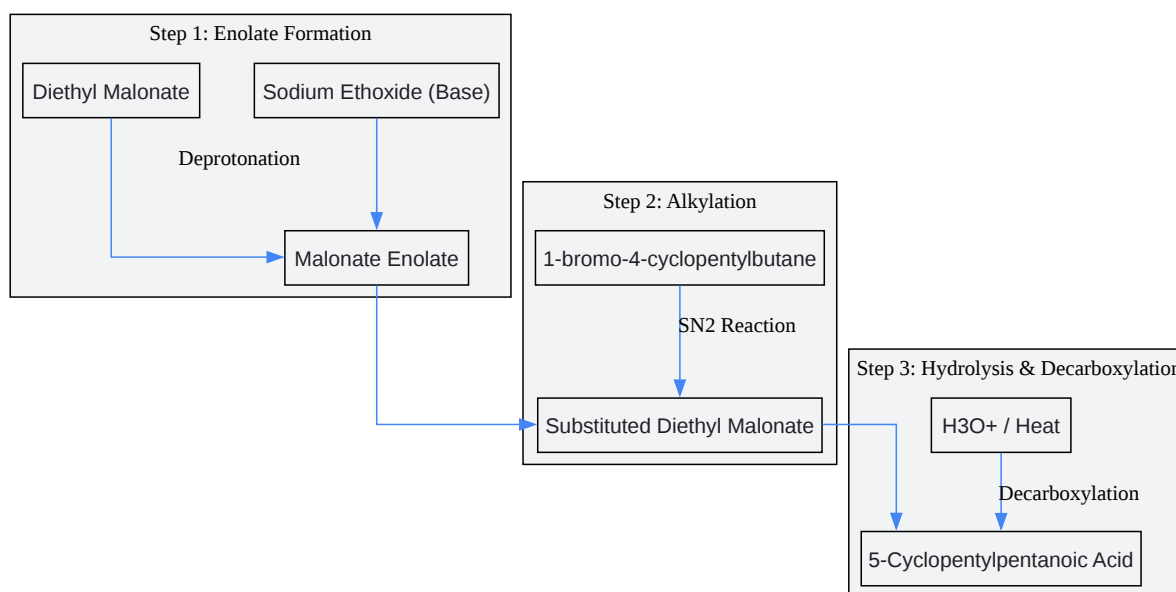 Step 1: Enolate Formation
Diethyl Malonate
Sodium Ethoxide (Base)
Deprotonation
Malonate Enolate
Step 2: Alkylation
1-bromo-4-cyclopentylbutane
SN2 Reaction
Substituted Diethyl Malonate
Step 3: Hydrolysis & Decarboxylation
H3O+ / Heat
Decarboxylation
5-Cyclopentylpentanoic Acid